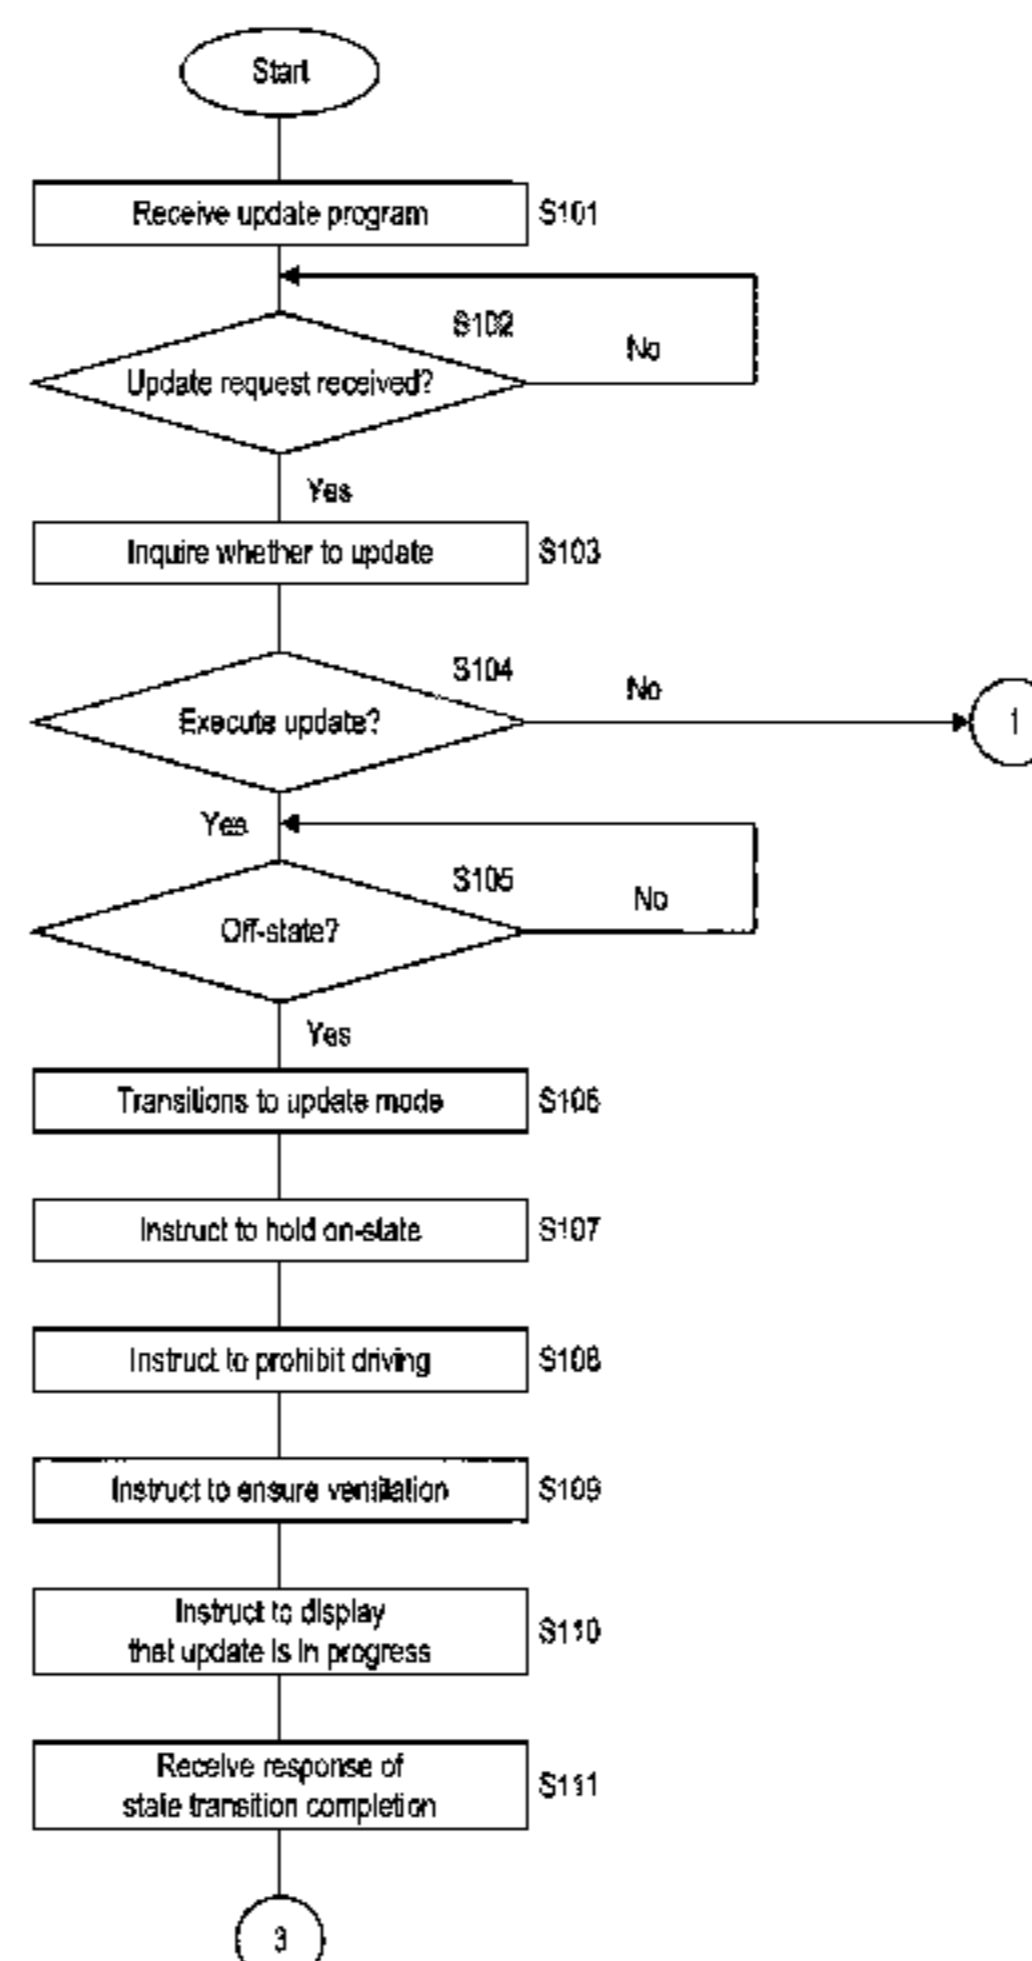 Start
Receive update program
S101
S102
No
Update request received?
Yes
Inquire whether to update
S103
S104
No
Execute update?
1
Yes
S105
No
Off-state?
Yes
Transitions to update mode
S106
Instruct to hold on-state
S107
Instruct to prohibit driving
S108
Instruct to ensure ventilation
S109
Instruct to display
that update is in progress
S110
Receive response of
state transition completion
S111
3